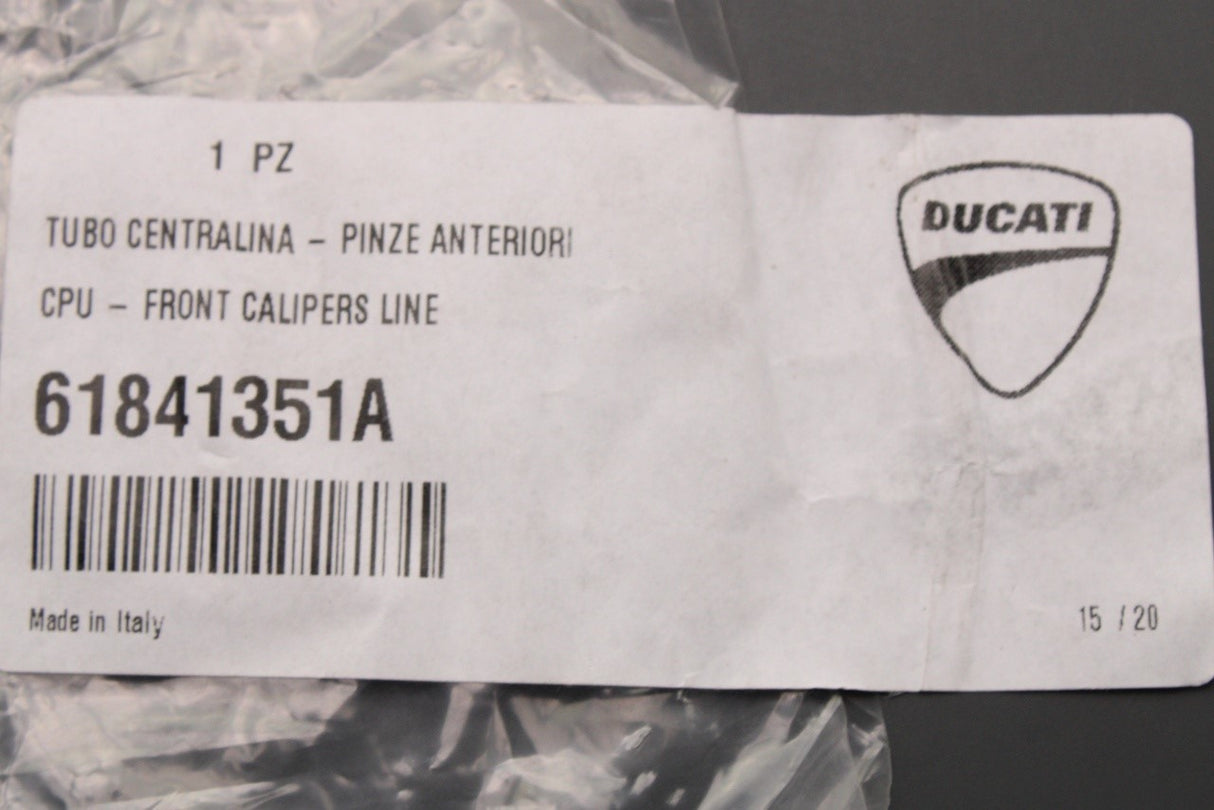 1 PZ
DUCATI
TUBO CENTRALINA - PINZE ANTERIORI
CPU - FRONT CALIPERS LINE
61841351A
Made in Italy
15 / 20